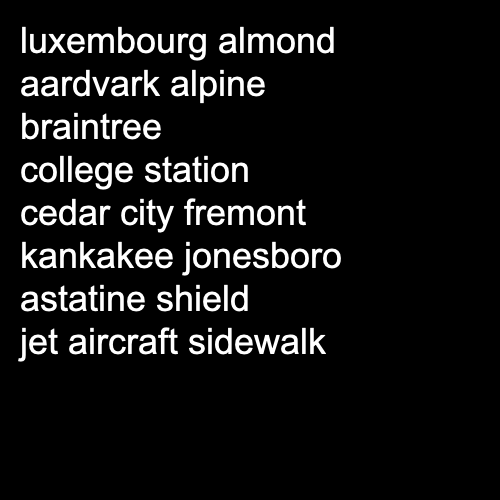 luxembourg almond
aardvark alpine
braintree
college station
cedar city fremont
kankakee jonesboro
astatine shield
jet aircraft sidewalk